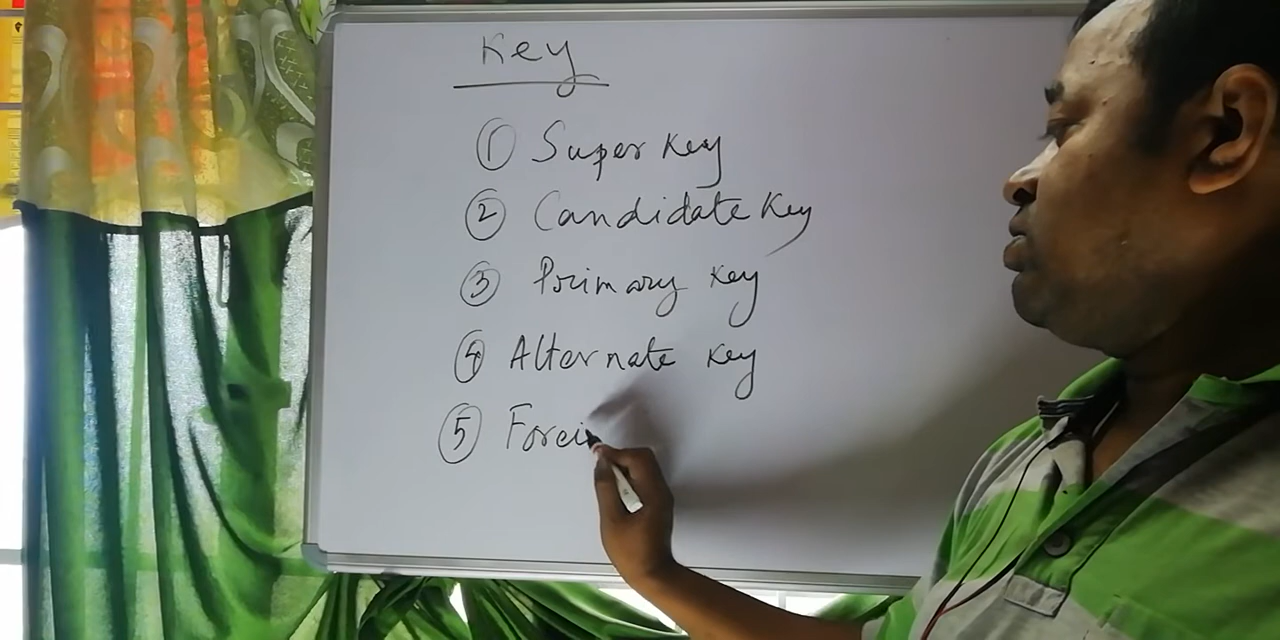 Key
① Super Key
② Candidate Key
③ Primary Key
④ Alternate Key
⑤ Forei